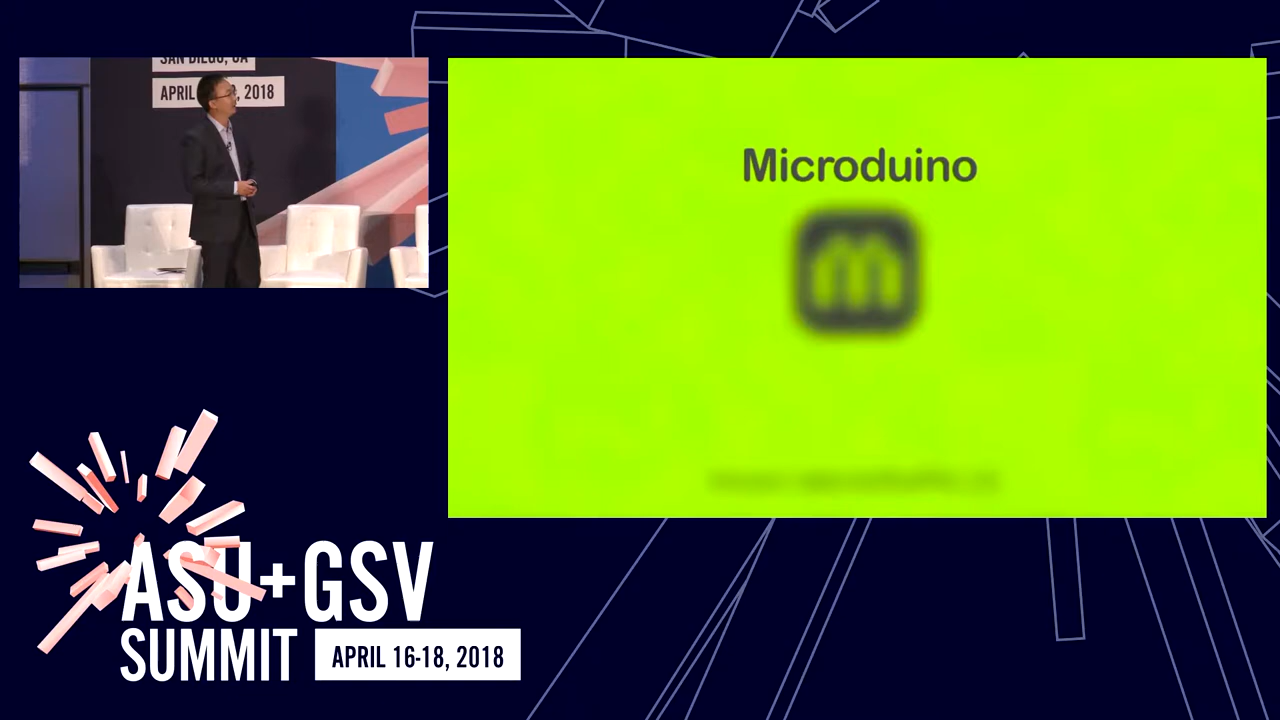 SAN DIEGO, CA
APRIL
, 2018
Microduino
m
ASU+GSV
SUMMIT
APRIL 16-18, 2018